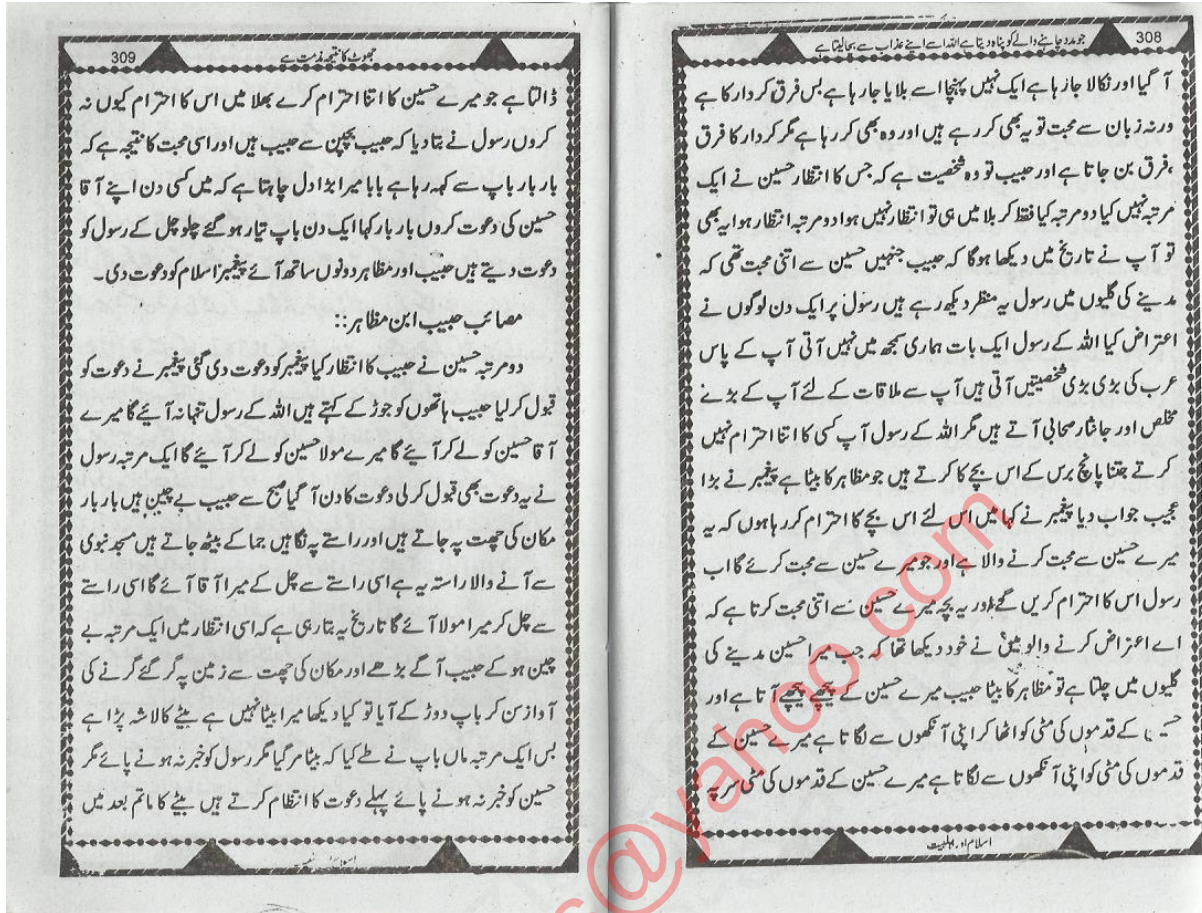 308
جو مدد چاہنے والے کو پناہ دیتا ہے اللہ اسے اپنے عذاب سے بچا لیتا ہے
آ گیا اور نکالا جا رہا ہے ایک نہیں پہنچا اسے بلایا جا رہا ہے بس فرق کردار کا ہے
ورنہ زبان سے محبت تو یہ بھی کر رہے ہیں اور وہ بھی کر رہا ہے مگر کردار کا فرق
،فرق بن جاتا ہے اور حبیب تو وہ شخصیت ہے کہ جس کا انتظار حسین نے ایک
مرتبہ نہیں کیا دو مرتبہ کیا فقط کربلا میں ہی تو انتظار نہیں ہوا دو مرتبہ انتظار ہوا یہ بھی
تو آپ نے تاریخ میں دیکھا ہوگا کہ حبیب جنہیں حسین سے اتنی محبت تھی کہ
مدینے کی گلیوں میں رسول یہ منظر دیکھ رہے ہیں رسول پر ایک دن لوگوں نے
اعتراض کیا اللہ کے رسول ایک بات ہماری سمجھ میں نہیں آتی آپ کے پاس
عرب کی بڑی بڑی شخصیتیں آتی ہیں آپ سے ملاقات کے لئے آپ کے بڑے
مخلص اور جانثار صحابی آتے ہیں مگر اللہ کے رسول آپ کسی کا اتنا احترام نہیں
کرتے جتنا پانچ برس کے اس بچے کا کرتے ہیں جو مظاہر کا بیٹا ہے پیغمبر نے بڑا
عجیب جواب دیا پیغمبر نے کہا میں اس لئے اس بچے کا احترام کر رہا ہوں کہ یہ
میرے حسین سے محبت کرنے والا ہے اور جو میرے حسین سے محبت کرئے گا اب
رسول اس کا احترام کریں گے اور یہ بچہ میرے حسین سے اتنی محبت کرتا ہے کہ
اے اعتراض کرنے والو میں نے خود دیکھا تھا کہ جب میرا حسین مدینے کی
گلیوں میں چلتا ہے تو مظاہر کا بیٹا حبیب میرے حسین کے پیچھے پیچھے آتا ہے اور
حسین کے قدموں کی مٹی کو اٹھا کر اپنی آنکھوں سے لگاتا ہے میرے حسین کے
قدموں کی مٹی کو اپنی آنکھوں سے لگاتا ہے میرے حسین کے قدموں کی مٹی سر پہ
اسلام اور اہلبیت
309
جھوٹ کا نتیجہ مذمت ہے
ڈالتا ہے جو میرے حسین کا اتنا احترام کرے بھلا میں اس کا احترام کیوں نہ
کروں رسول نے بتا دیا کہ حبیب بچپن سے حبیب ہیں اور اسی محبت کا نتیجہ ہے کہ
بار بار باپ سے کہہ رہا ہے بابا میرا بڑا دل چاہتا ہے کہ میں کسی دن اپنے آقا
حسین کی دعوت کروں بار بار کہا ایک دن باپ تیار ہو گئے چلو چل کے رسول کو
دعوت دیتے ہیں حبیب اور مظاہر دونوں ساتھ آئے پیغمبر اسلام کو دعوت دی۔
مصائب حبیب ابن مظاہر::
دو مرتبہ حسین نے حبیب کا انتظار کیا پیغمبر کو دعوت دی گئی پیغمبر نے دعوت کو
قبول کر لیا حبیب ہاتھوں کو جوڑ کے کہتے ہیں اللہ کے رسول تنہا نہ آئیے گا میرے
آقا حسین کو لے کر آئیے گا میرے مولا حسین کو لے کر آئیے گا ایک مرتبہ رسول
نے یہ دعوت بھی قبول کر لی دعوت کا دن آ گیا صبح سے حبیب بے چین ہیں بار بار
مکان کی چھت پہ جاتے ہیں اور راستے پہ نگاہیں جما کے بیٹھ جاتے ہیں مسجد نبوی
سے آنے والا راستہ یہ ہے اسی راستے سے چل کے میرا آقا آئے گا اسی راستے
سے چل کر میرا مولا آئے گا تاریخ یہ بتا رہی ہے کہ اسی انتظار میں ایک مرتبہ بے
چین ہو کے حبیب آگے بڑھے اور مکان کی چھت سے زمین پہ گر گئے گرنے کی
آواز سن کر باپ دوڑ کے آیا تو کیا دیکھا میرا بیٹا نہیں ہے بیٹے کا لاشہ پڑا ہے
بس ایک مرتبہ ماں باپ نے طے کیا کہ بیٹا مر گیا مگر رسول کو خبر نہ ہونے پائے مگر
حسین کو خبر نہ ہونے پائے پہلے دعوت کا انتظام کرتے ہیں بیٹے کا ماتم بعد میں
@yahoo.com